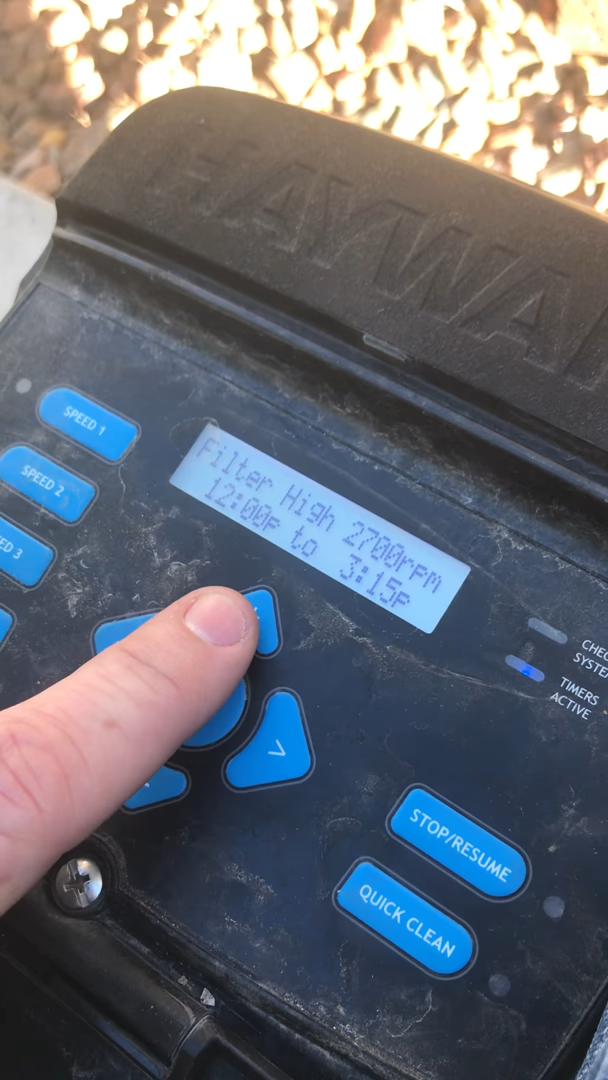 HAYWA
SPEED 1
SPEED 2
ED 3
Filter High 2700rpm
12:00p to 3:15p
CHEC
SYSTEM
TIMERS
ACTIVE
STOP/RESUME
QUICK CLEAN